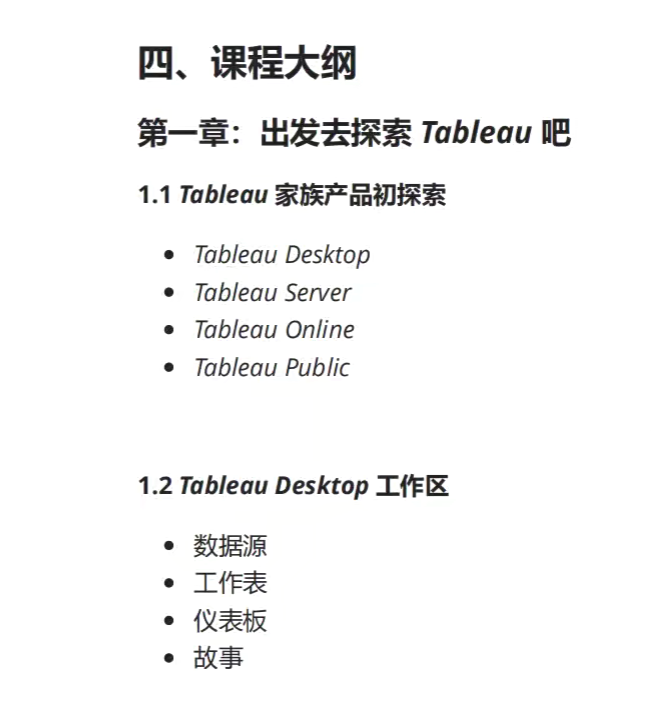 四、课程大纲
第一章：出发去探索 Tableau 吧
1.1 Tableau 家族产品初探索
Tableau Desktop
Tableau Server
Tableau Online
Tableau Public
1.2 Tableau Desktop 工作区
数据源
工作表
仪表板
故事